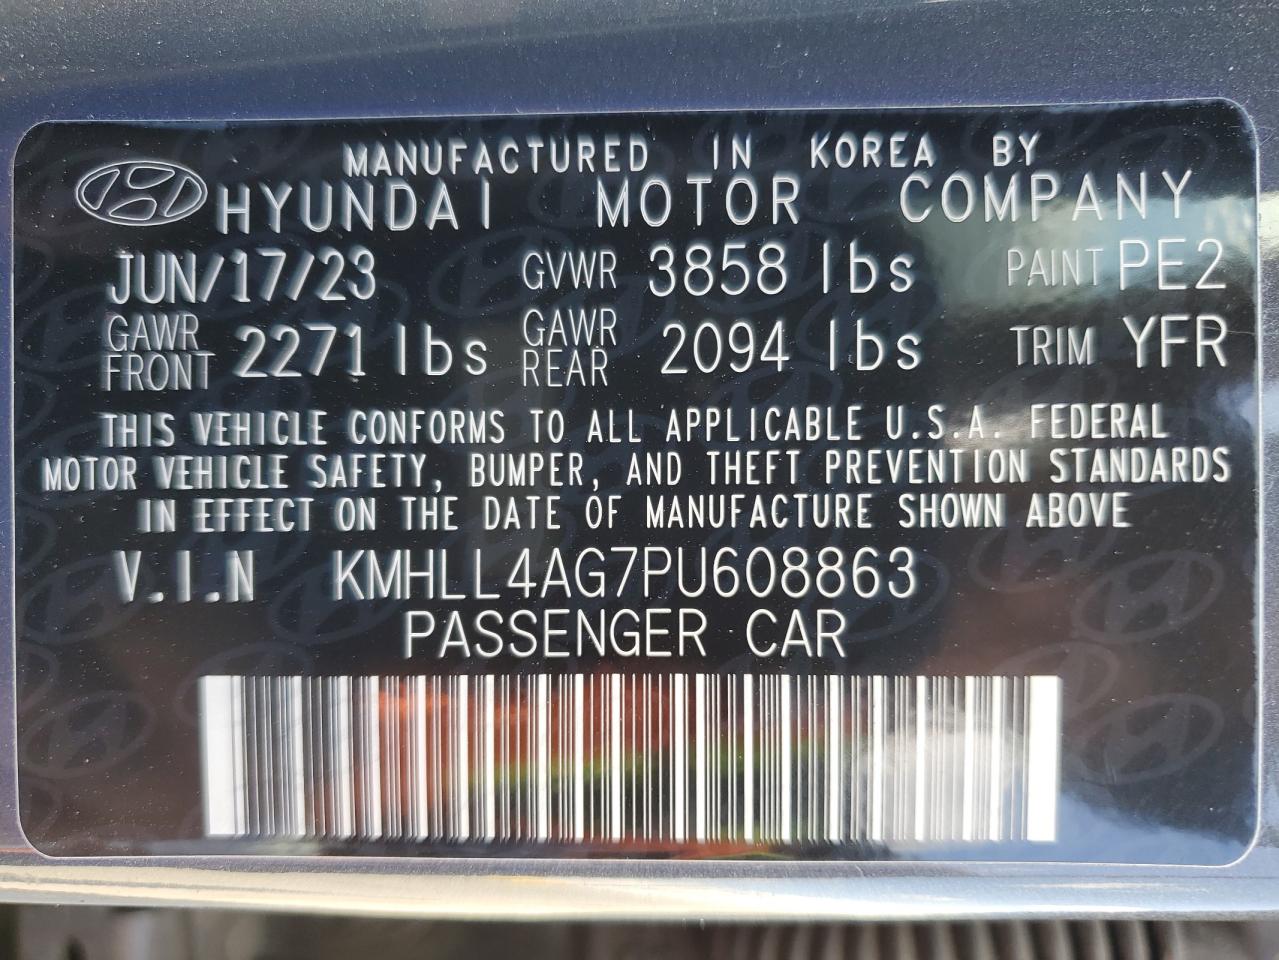 MANUFACTURED IN KOREA BY
HYUNDAI MOTOR COMPANY
JUN/17/23 GVWR 3858 lbs PAINT PE2
GAWR FRONT 2271 lbs GAWR REAR 2094 lbs TRIM YFR
THIS VEHICLE CONFORMS TO ALL APPLICABLE U.S.A. FEDERAL
MOTOR VEHICLE SAFETY, BUMPER, AND THEFT PREVENTION STANDARDS
IN EFFECT ON THE DATE OF MANUFACTURE SHOWN ABOVE
V.I.N KMHLL4AG7PU608863
PASSENGER CAR